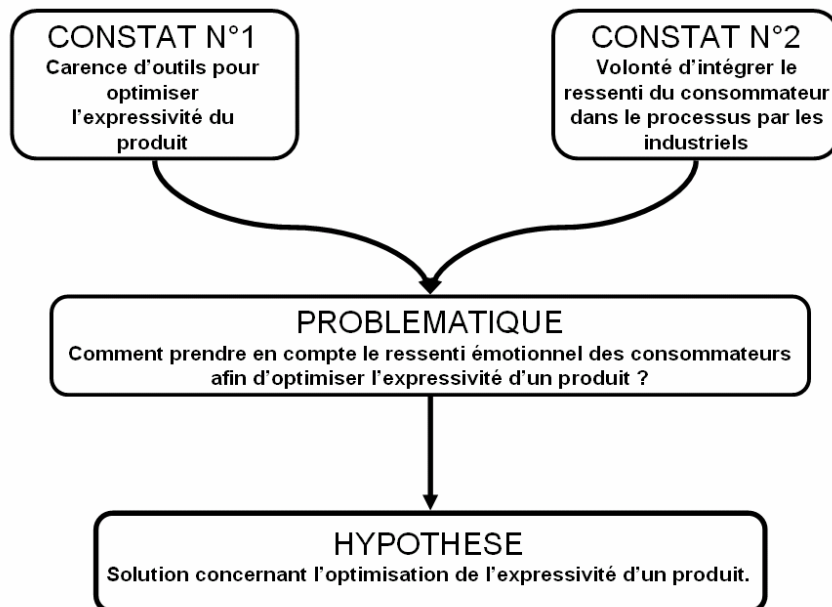 CONSTAT N°1
Carence d'outils pour
optimiser
l'expressivité du
produit
CONSTAT N°2
Volonté d'intégrer le
ressenti du consommateur
dans le processus par les
industriels
PROBLEMATIQUE
Comment prendre en compte le ressenti émotionnel des consommateurs
afin d'optimiser l'expressivité d'un produit ?
HYPOTHESE
Solution concernant l'optimisation de l'expressivité d'un produit.